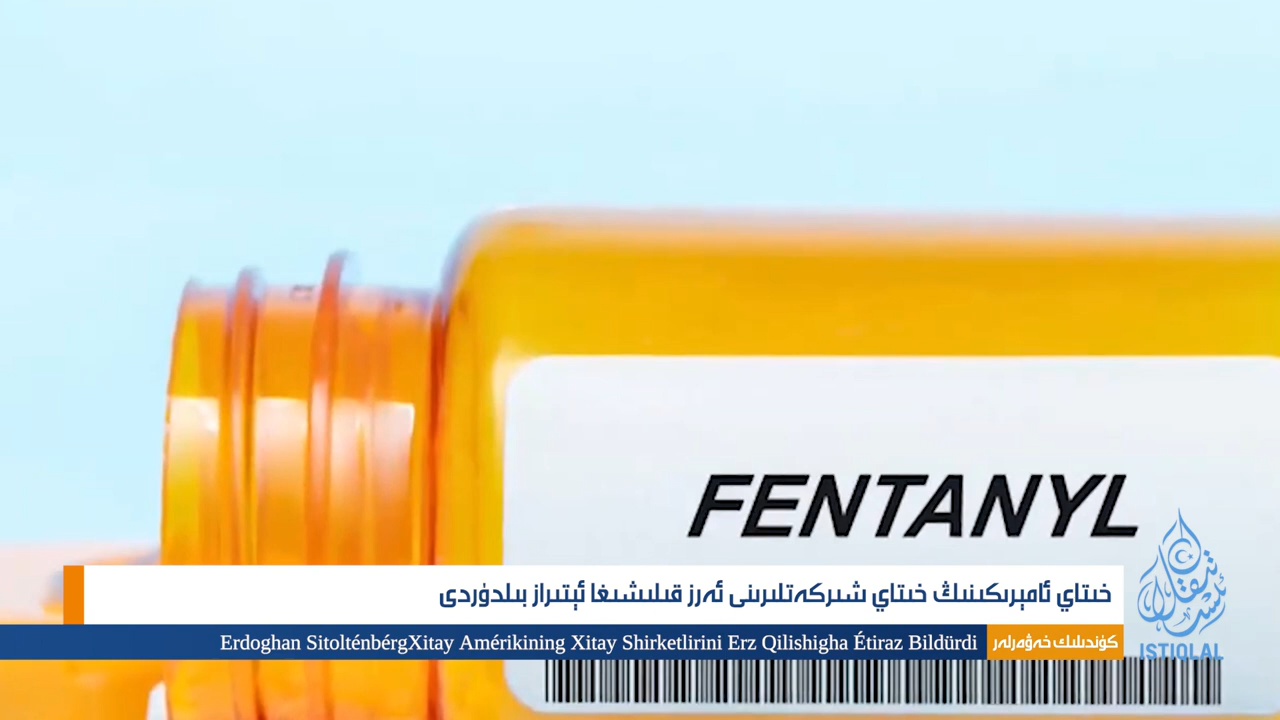 FENTANYL
خىتاي ئامېرىكىنىڭ خىتاي شىركەتلىرىنى ئەرز قىلىشىغا ئېتىراز بىلدۈردى
كۈندىلىك خەۋەرلەر
Erdoghan SitolténbérgXitay Amérikining Xitay Shirketlirini Erz Qilishigha Étiraz Bildürdi
ئىستىقلال
ISTIQLAL